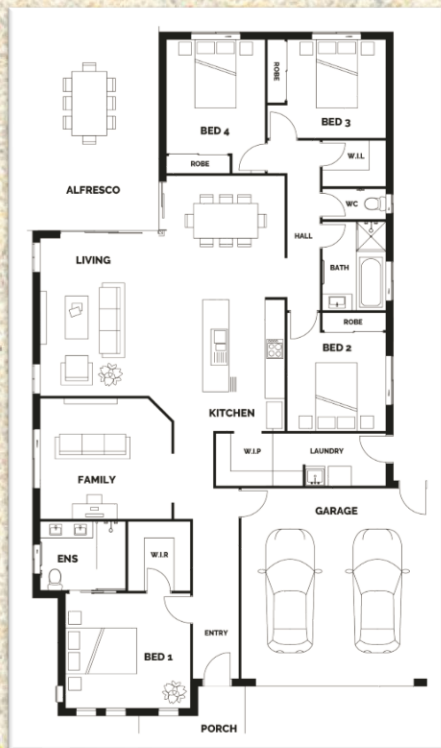 ROBE
BED 4
BED 3
ROBE
W.I.L
ALFRESCO
WC
HALL
LIVING
BATH
ROBE
BED 2
KITCHEN
W.I.P
LAUNDRY
FAMILY
GARAGE
ENS
W.I.R
ENTRY
BED 1
PORCH